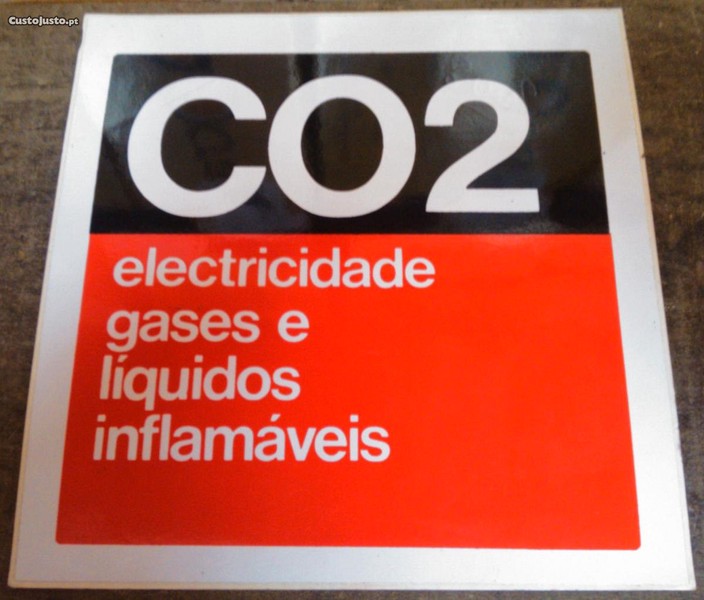 CustoJusto.pt
CO2
electricidade
gases e
líquidos
inflamáveis